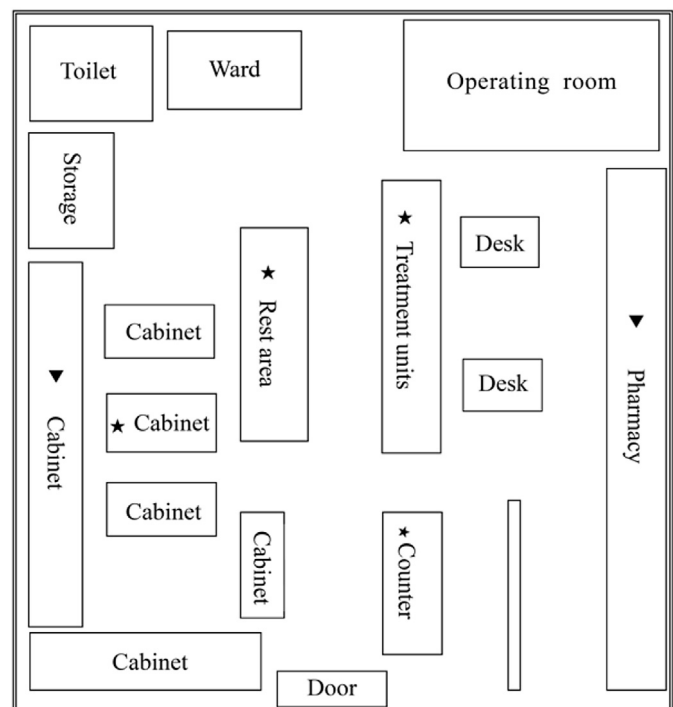 Toilet
Ward
Operating room
Storage
★ Treatment units
Desk
★ Rest area
▼ Cabinet
Cabinet
▼ Pharmacy
Desk
★ Cabinet
Cabinet
Cabinet
★ Counter
Cabinet
Door